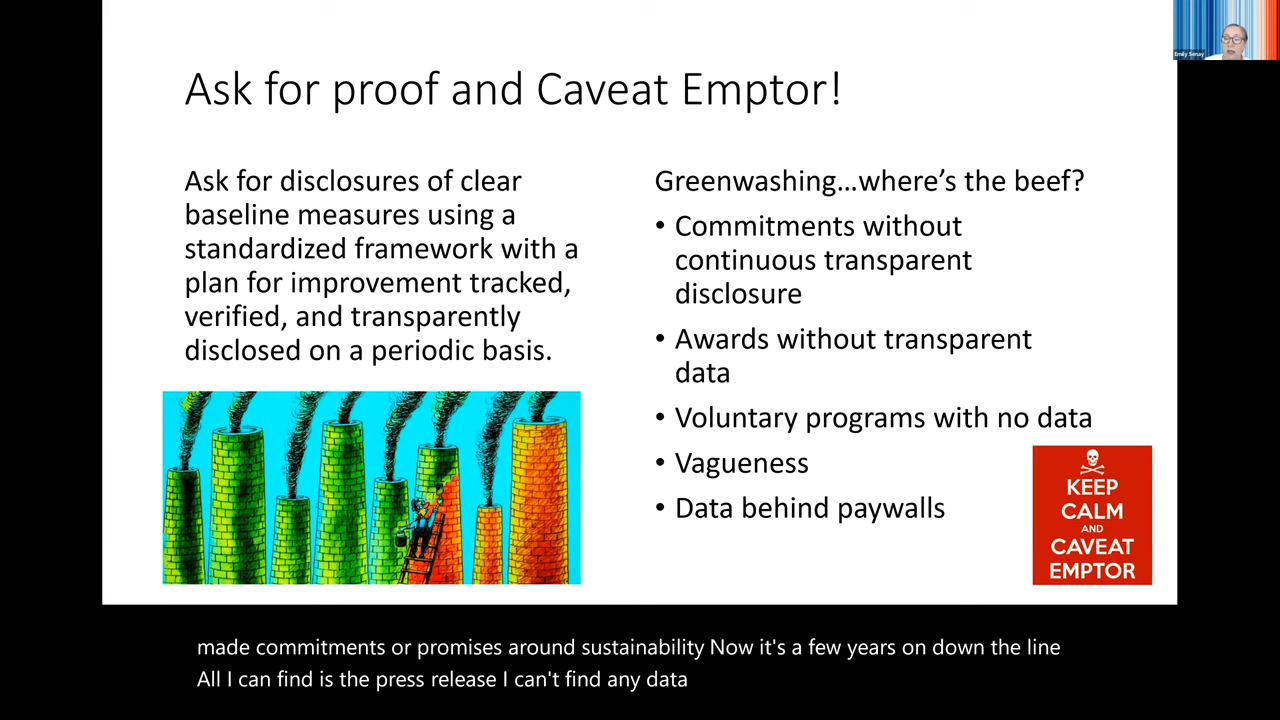 Emily Senay
Ask for proof and Caveat Emptor!
Ask for disclosures of clear
baseline measures using a
standardized framework with a
plan for improvement tracked,
verified, and transparently
disclosed on a periodic basis.
Greenwashing…where’s the beef?
• Commitments without
continuous transparent
disclosure
• Awards without transparent
data
• Voluntary programs with no data
• Vagueness
• Data behind paywalls
KEEP
CALM
AND
CAVEAT
EMPTOR
made commitments or promises around sustainability Now it's a few years on down the line
All I can find is the press release I can't find any data